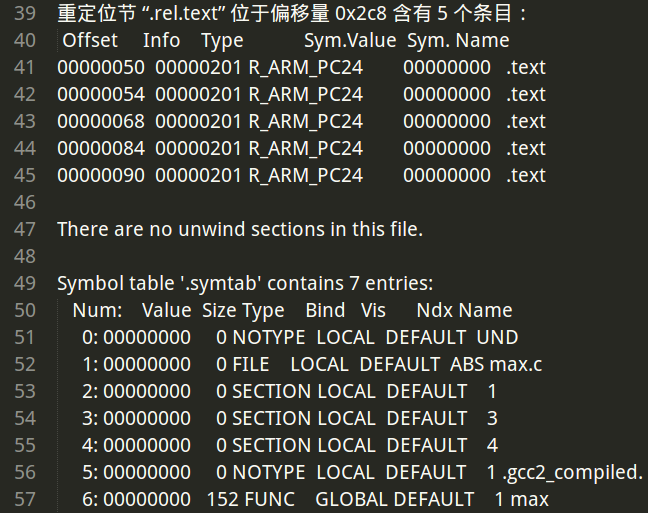 39 重定位节 “.rel.text” 位于偏移量 0x2c8 含有 5 个条目：
40 Offset Info Type Sym.Value Sym. Name
41 00000050 00000201 R_ARM_PC24 00000000 .text
42 00000054 00000201 R_ARM_PC24 00000000 .text
43 00000068 00000201 R_ARM_PC24 00000000 .text
44 00000084 00000201 R_ARM_PC24 00000000 .text
45 00000090 00000201 R_ARM_PC24 00000000 .text
46
47 There are no unwind sections in this file.
48
49 Symbol table '.symtab' contains 7 entries:
50 Num: Value Size Type Bind Vis Ndx Name
51 0: 00000000 0 NOTYPE LOCAL DEFAULT UND
52 1: 00000000 0 FILE LOCAL DEFAULT ABS max.c
53 2: 00000000 0 SECTION LOCAL DEFAULT 1
54 3: 00000000 0 SECTION LOCAL DEFAULT 3
55 4: 00000000 0 SECTION LOCAL DEFAULT 4
56 5: 00000000 0 NOTYPE LOCAL DEFAULT 1 .gcc2_compiled.
57 6: 00000000 152 FUNC GLOBAL DEFAULT 1 max